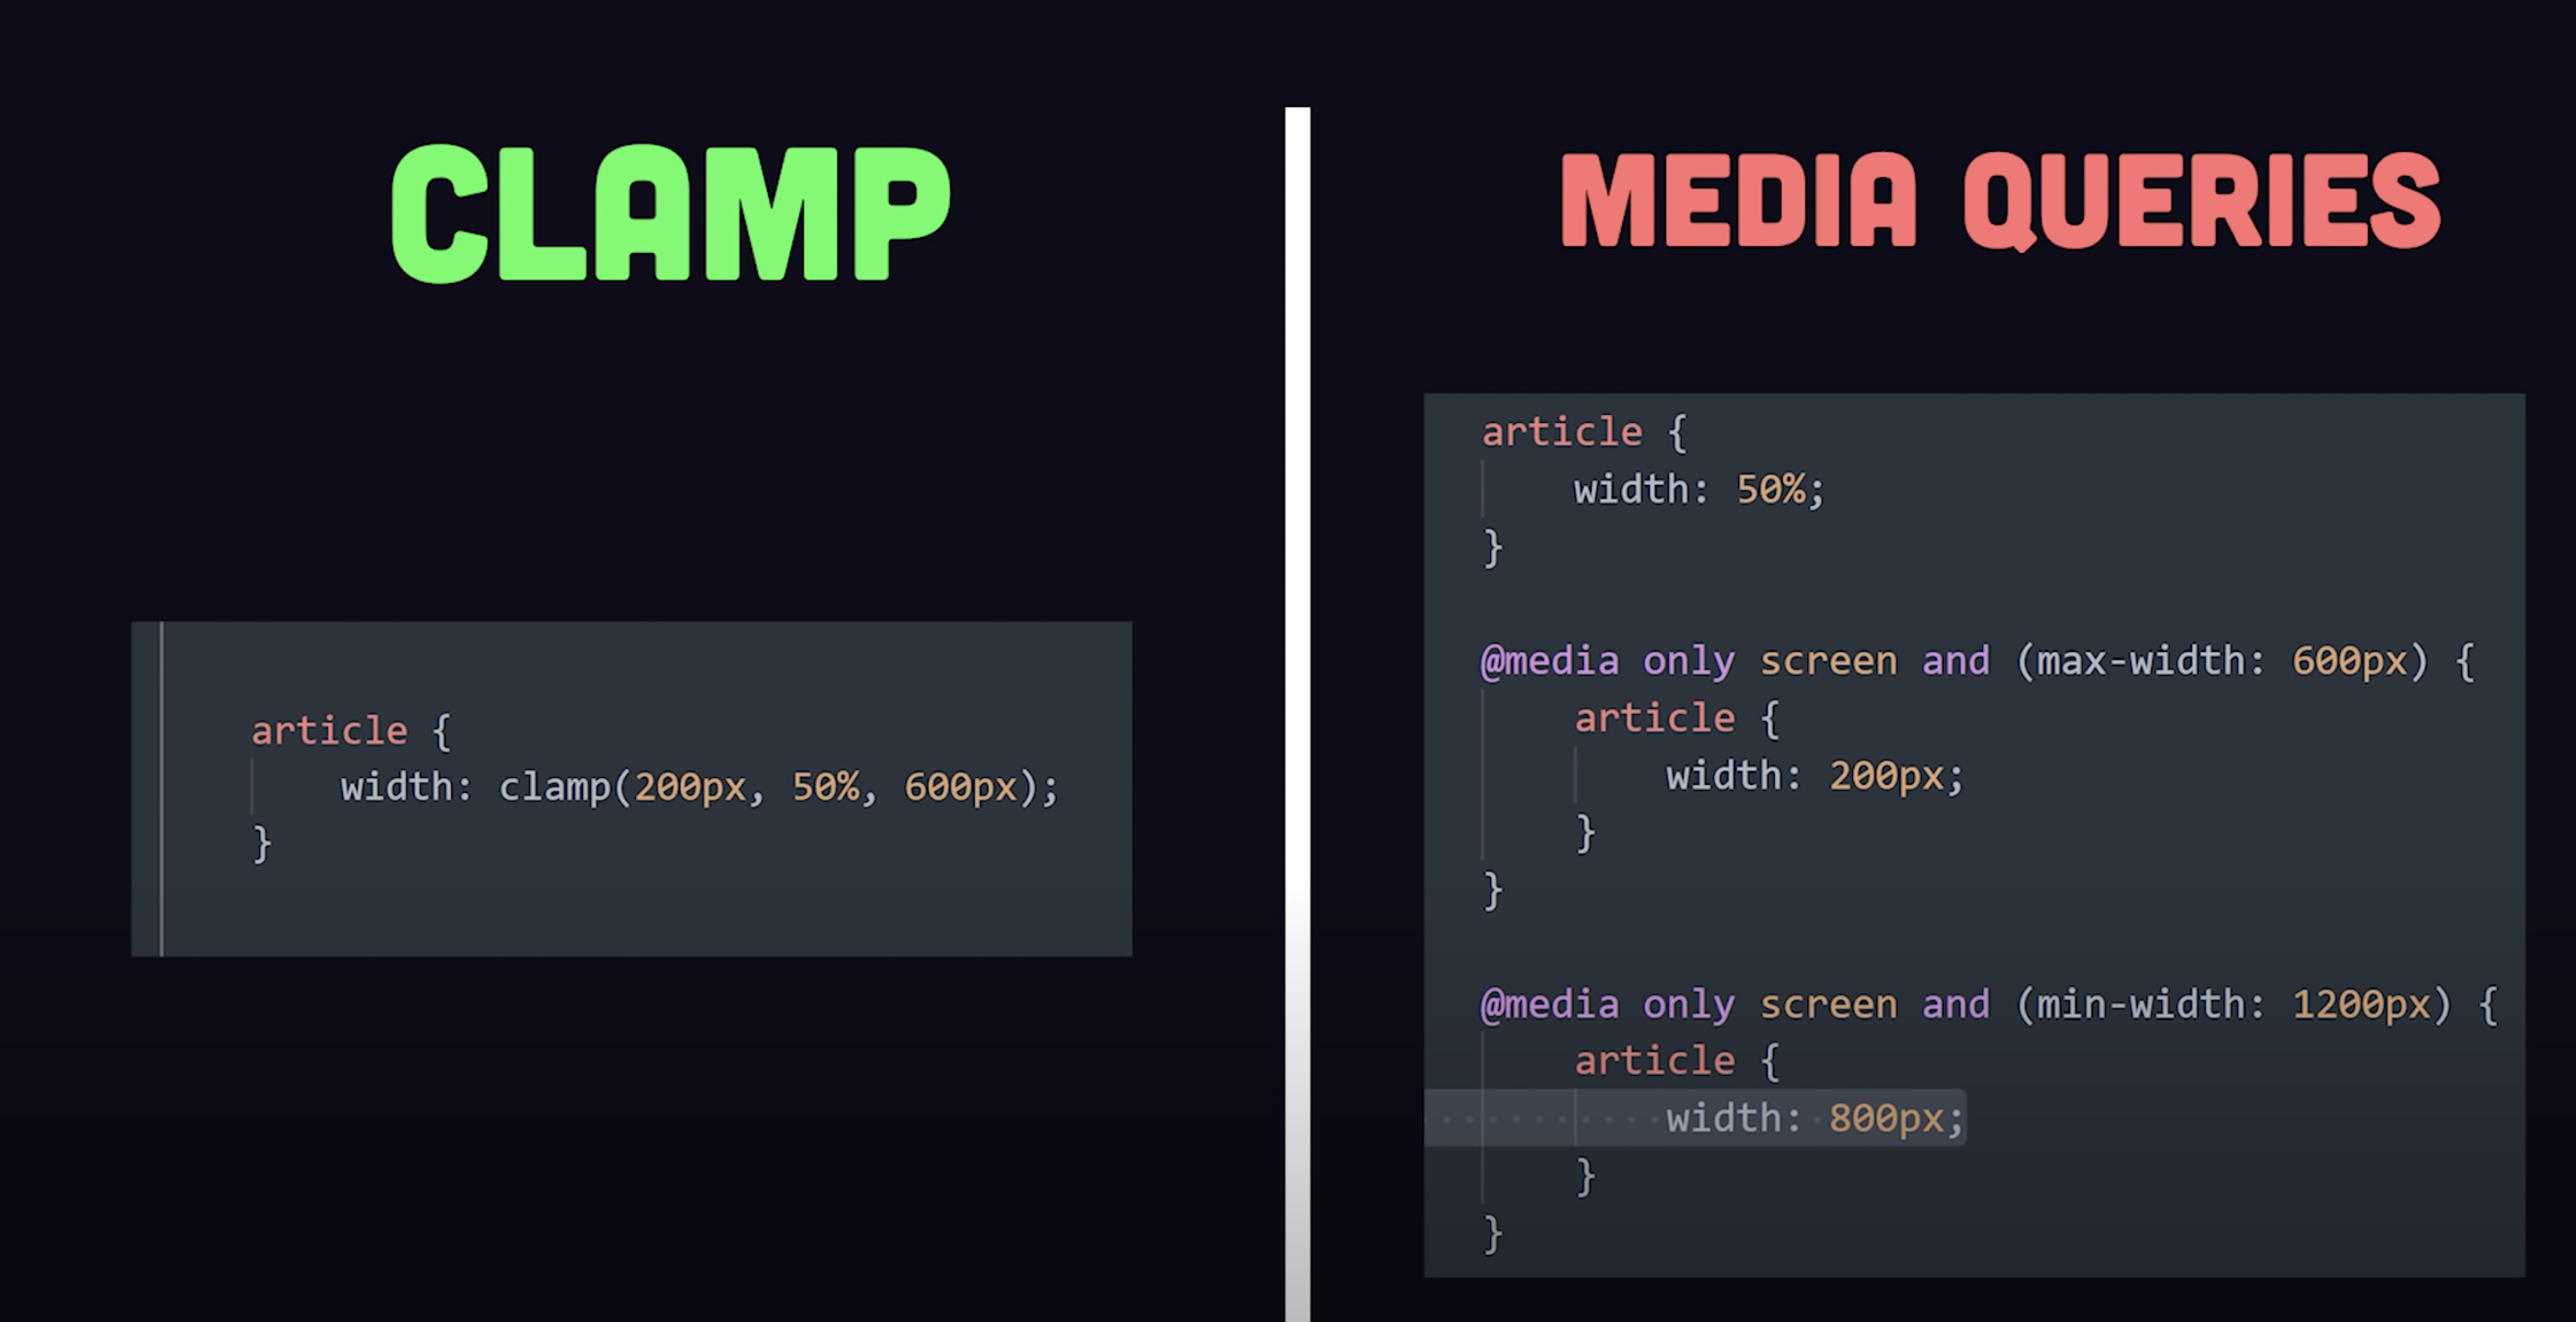 CLAMP
article {
    width: clamp(200px, 50%, 600px);
}
MEDIA QUERIES
article {
    width: 50%;
}
@media only screen and (max-width: 600px) {
    article {
        width: 200px;
    }
}
@media only screen and (min-width: 1200px) {
    article {
        width: 800px;
    }
}